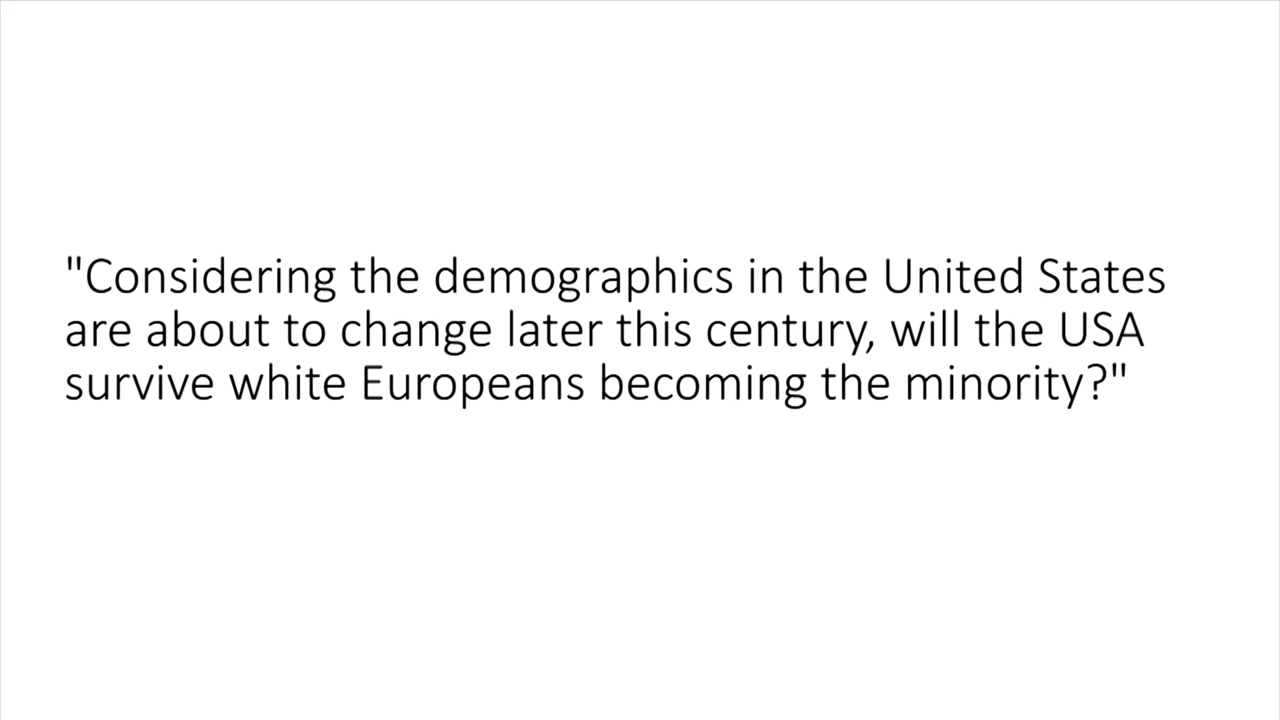 "Considering the demographics in the United States
are about to change later this century, will the USA
survive white Europeans becoming the minority?"